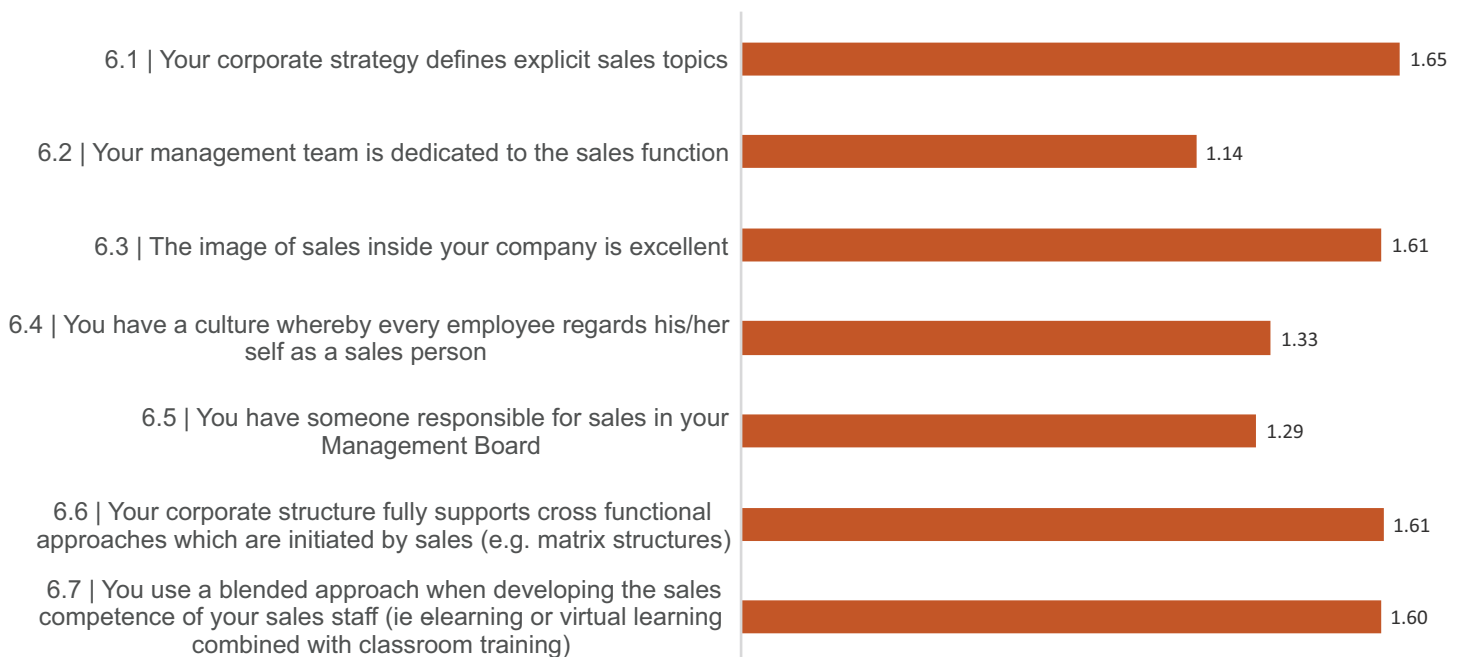 6.1 | Your corporate strategy defines explicit sales topics
1.65
6.2 | Your management team is dedicated to the sales function
1.14
6.3 | The image of sales inside your company is excellent
1.61
6.4 | You have a culture whereby every employee regards his/her
self as a sales person
1.33
6.5 | You have someone responsible for sales in your
Management Board
1.29
6.6 | Your corporate structure fully supports cross functional
approaches which are initiated by sales (e.g. matrix structures)
1.61
6.7 | You use a blended approach when developing the sales
competence of your sales staff (ie elearning or virtual learning
combined with classroom training)
1.60